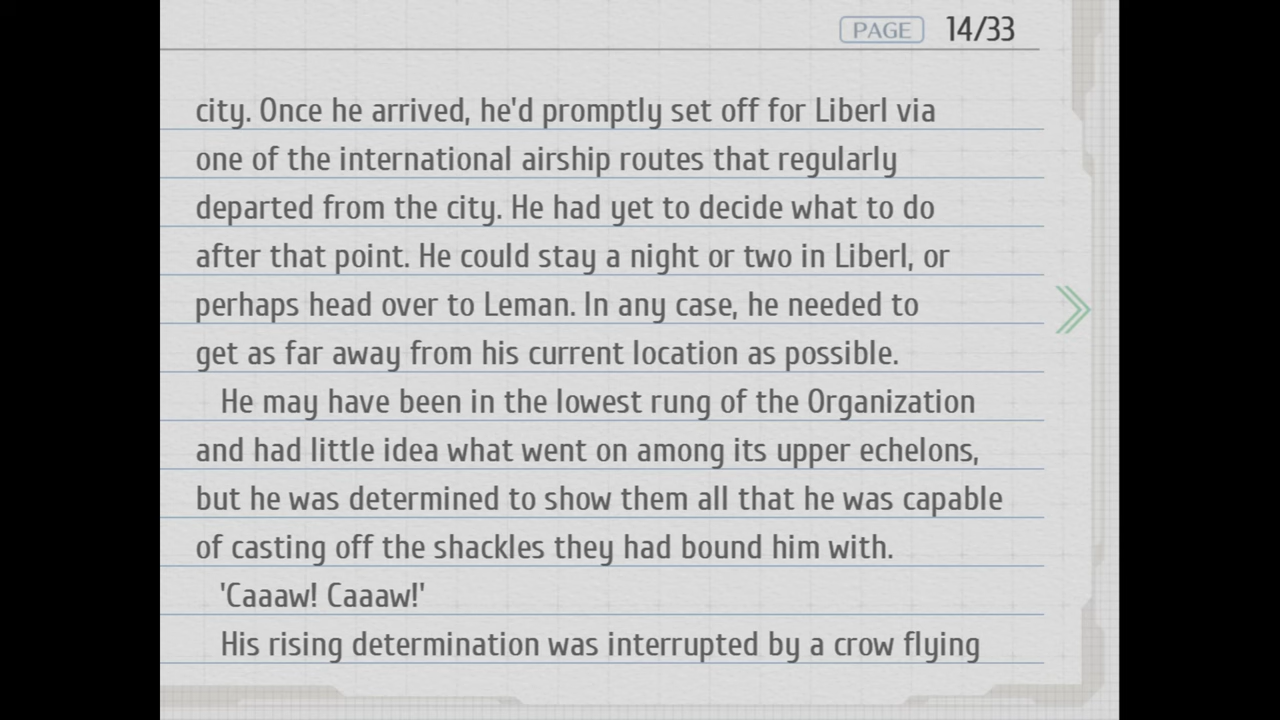 PAGE 14/33
city. Once he arrived, he'd promptly set off for Liberl via
one of the international airship routes that regularly
departed from the city. He had yet to decide what to do
after that point. He could stay a night or two in Liberl, or
perhaps head over to Leman. In any case, he needed to
get as far away from his current location as possible.
He may have been in the lowest rung of the Organization
and had little idea what went on among its upper echelons,
but he was determined to show them all that he was capable
of casting off the shackles they had bound him with.
'Caaaw! Caaaw!'
His rising determination was interrupted by a crow flying